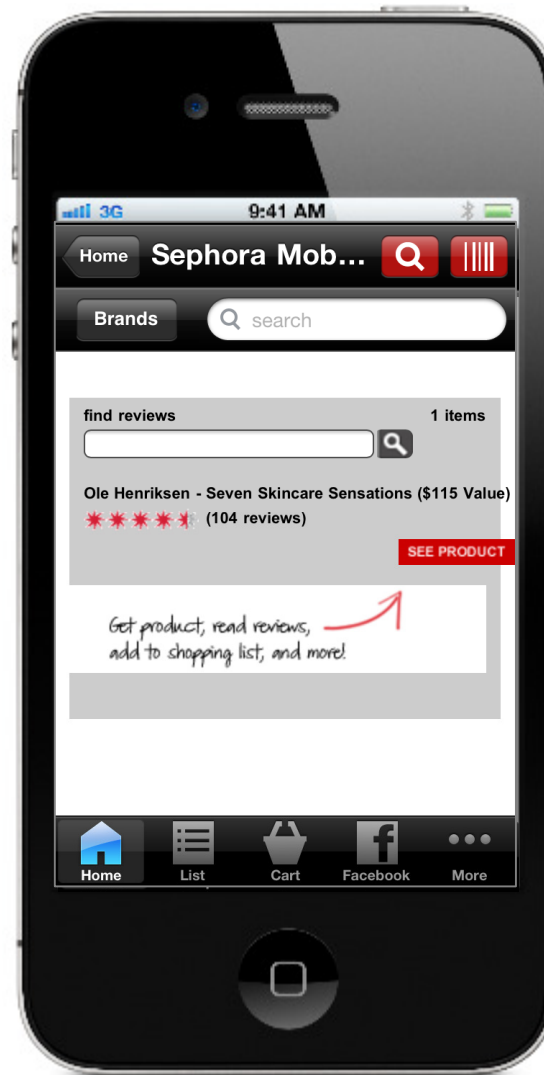 3G 9:41 AM
Home Sephora Mob...
Brands search
find reviews 1 items
Ole Henriksen - Seven Skincare Sensations ($115 Value)
(104 reviews)
SEE PRODUCT
Get product, read reviews,
add to shopping list, and more!
Home List Cart Facebook More